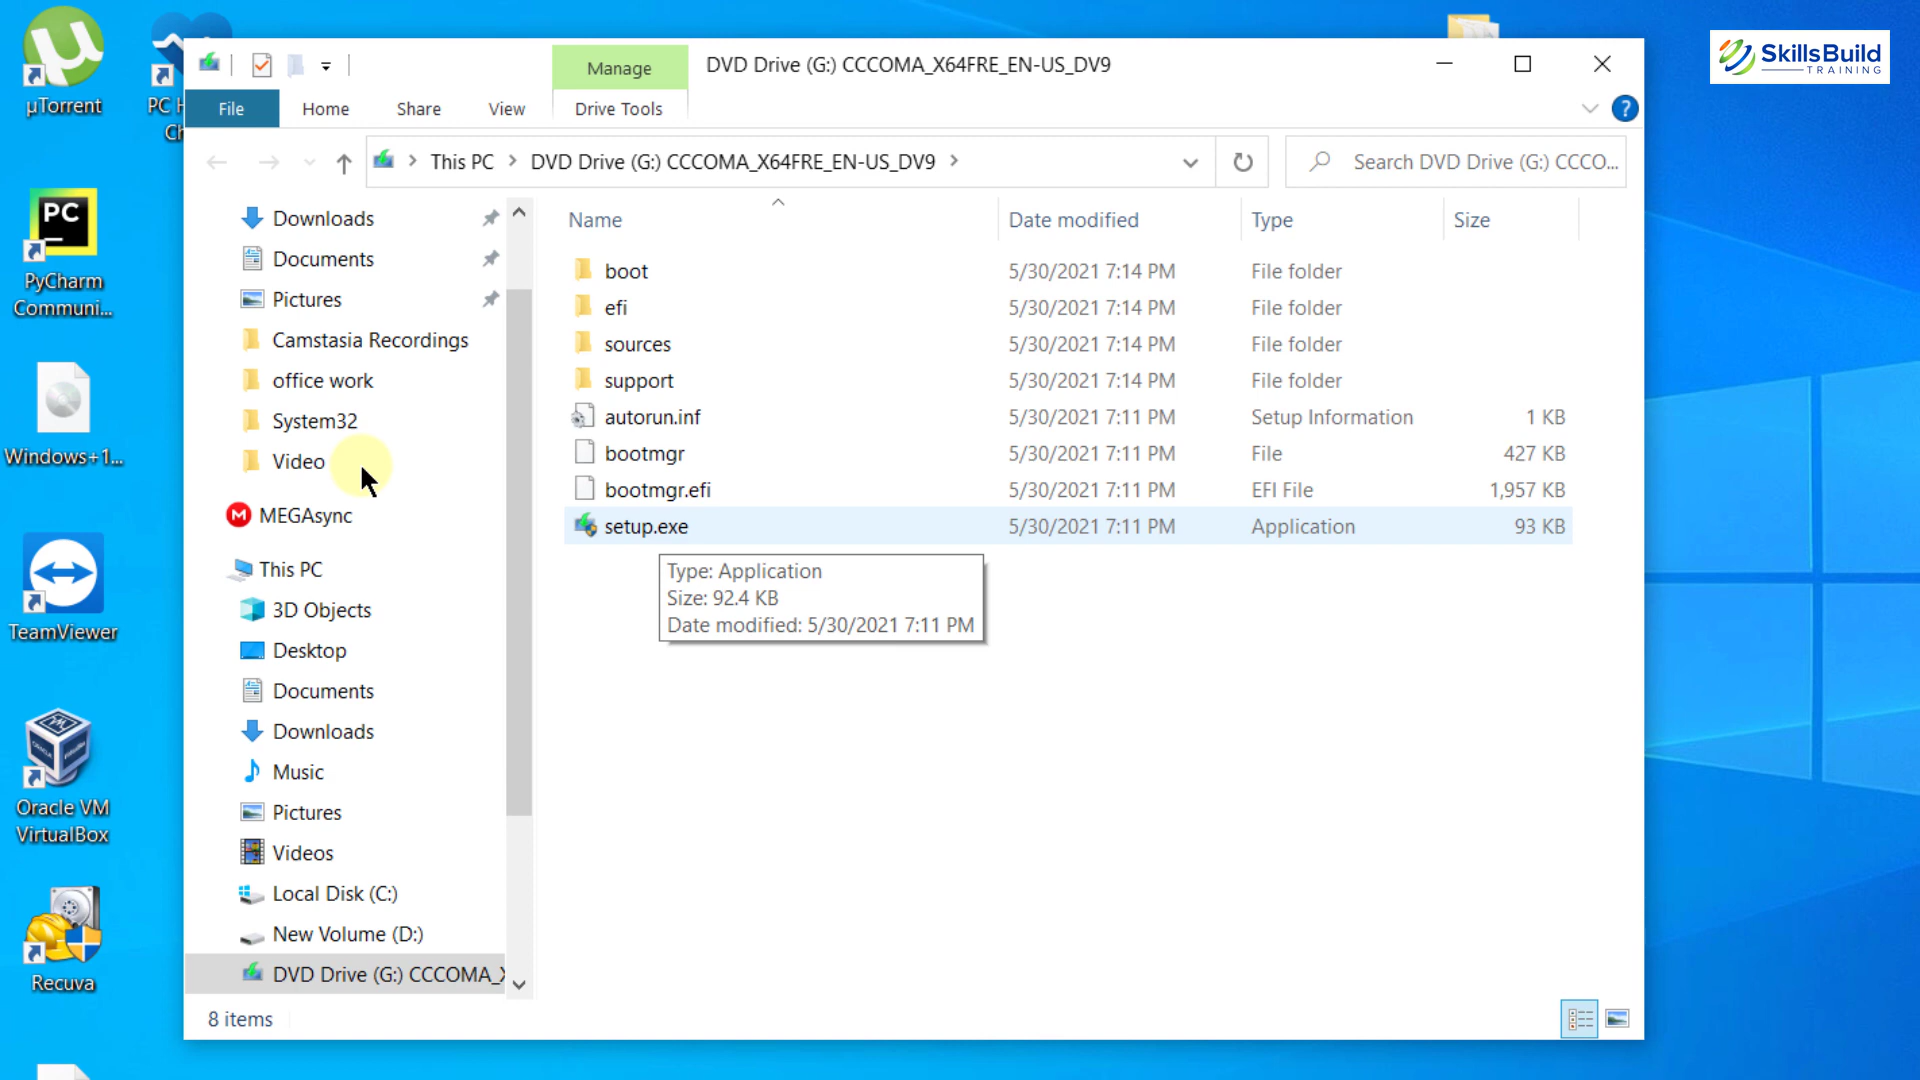 µTorrent
PC H
Ch
PyCharm
Communi...
Windows+1...
TeamViewer
Oracle VM
VirtualBox
Recuva
Manage
DVD Drive (G:) CCCOMA_X64FRE_EN-US_DV9
File
Home
Share
View
Drive Tools
?
This PC
DVD Drive (G:) CCCOMA_X64FRE_EN-US_DV9
Search DVD Drive (G:) CCCO...
Downloads
Documents
Pictures
Camstasia Recordings
office work
System32
Video
MEGAsync
This PC
3D Objects
Desktop
Documents
Downloads
Music
Pictures
Videos
Local Disk (C:)
New Volume (D:)
DVD Drive (G:) CCCOMA_X
Name Date modified Type Size
boot 5/30/2021 7:14 PM File folder
efi 5/30/2021 7:14 PM File folder
sources 5/30/2021 7:14 PM File folder
support 5/30/2021 7:14 PM File folder
autorun.inf 5/30/2021 7:11 PM Setup Information 1 KB
bootmgr 5/30/2021 7:11 PM File 427 KB
bootmgr.efi 5/30/2021 7:11 PM EFI File 1,957 KB
setup.exe 5/30/2021 7:11 PM Application 93 KB
Type: Application
Size: 92.4 KB
Date modified: 5/30/2021 7:11 PM
8 items
SkillsBuild
TRAINING